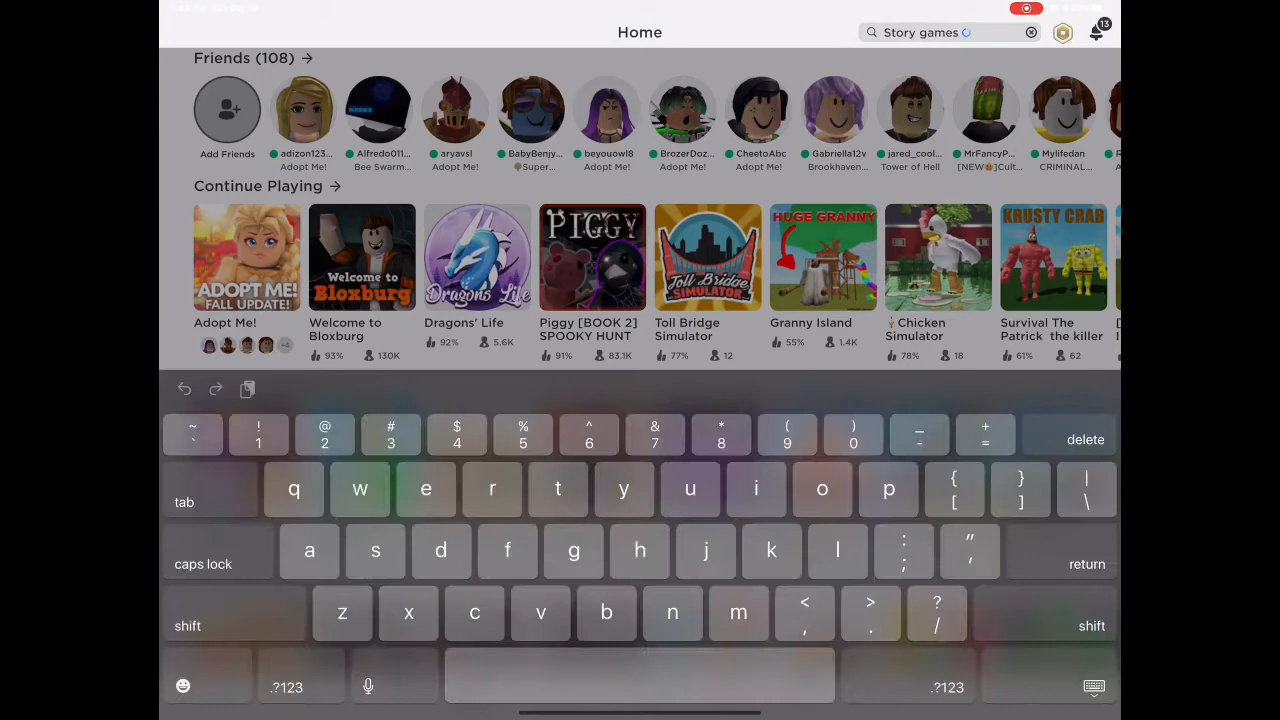 Home
Story games
13
Friends (108) →
Add Friends
adizon123...
Adopt Me!
Alfredo011...
Bee Swarm...
aryavsl
Adopt Me!
BabyBenjy...
Super...
beyouowl8
Adopt Me!
BrozerDoz...
Adopt Me!
CheetoAbc
Adopt Me!
Gabriella12v
Brookhaven...
jared_cool...
Tower of Hell
MrFancyP...
[NEW🎃]Cult...
Mylifedan
CRIMINAL...
Continue Playing →
ADOPT ME!
FALL UPDATE!
Welcome to
Bloxburg
Dragons' Life
PIGGY
Toll Bridge
SIMULATOR
HUGE GRANNY
KRUSTY CRAB
Adopt Me!
+4
Welcome to
Bloxburg
93% 130K
Dragons' Life
92% 5.6K
Piggy [BOOK 2]
SPOOKY HUNT
91% 83.1K
Toll Bridge
Simulator
77% 12
Granny Island
55% 1.4K
Chicken
Simulator
78% 18
Survival The
Patrick the killer
61% 62
~ ! @ # $ % ^ & * ( ) _ +
` 1 2 3 4 5 6 7 8 9 0 - = delete
tab q w e r t y u i o p { [ } ] | \
caps lock a s d f g h j k l : ; " ' return
shift z x c v b n m < , > . ? / shift
.?123 .?123